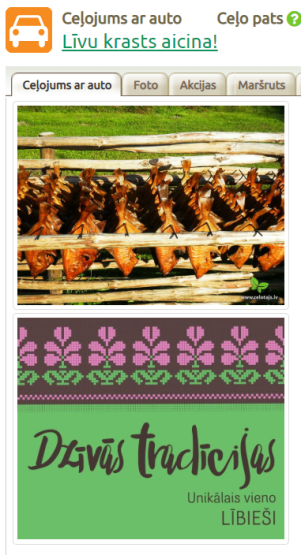 Ceļojums ar auto Ceļo pats ?
Līvu krasts aicina!
Ceļojums ar auto Foto Akcijas Maršruts
www.celotajs.lv
Dzīvās tradīcijas
Unikālais vieno
LĪBIEŠI